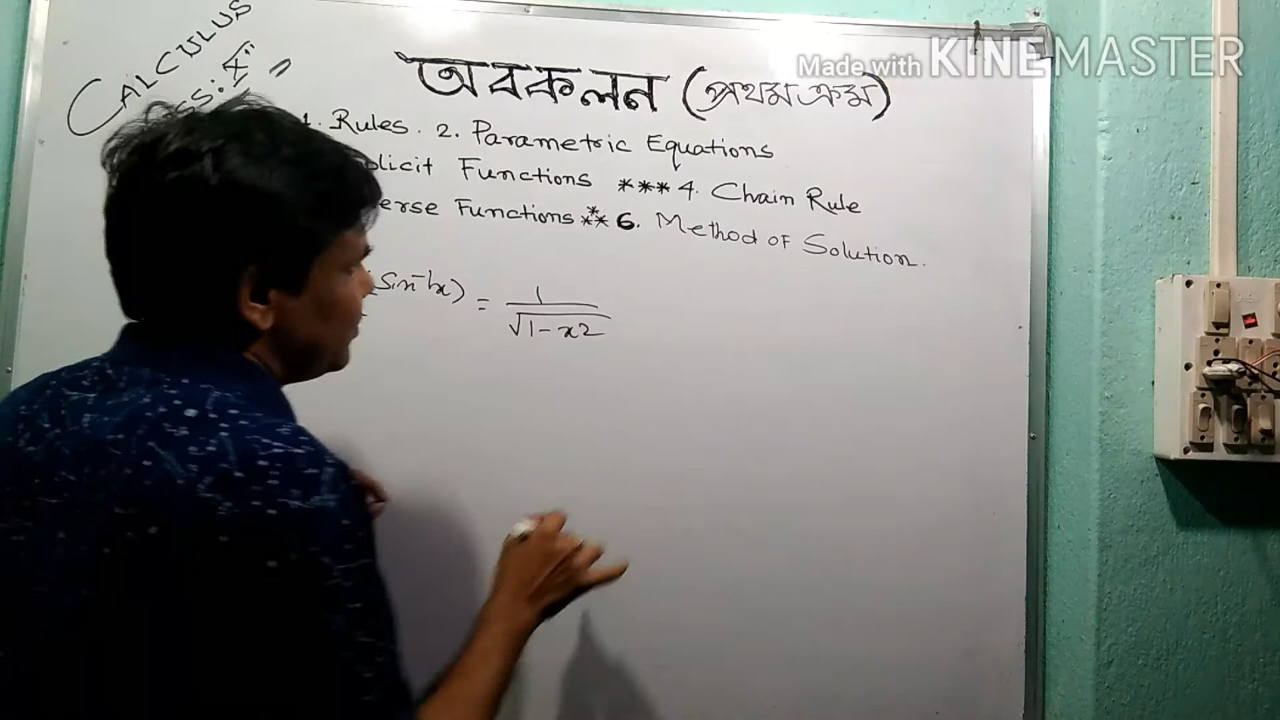 CALCULUS
Made with KINEMASTER
অবকলন (প্রথম ক্রম)
1. Rules. 2. Parametric Equations
plicit Functions *** 4. Chain Rule
erse Functions *** 6. Method of Solution.
sin⁻¹x) = 1/√1-x2